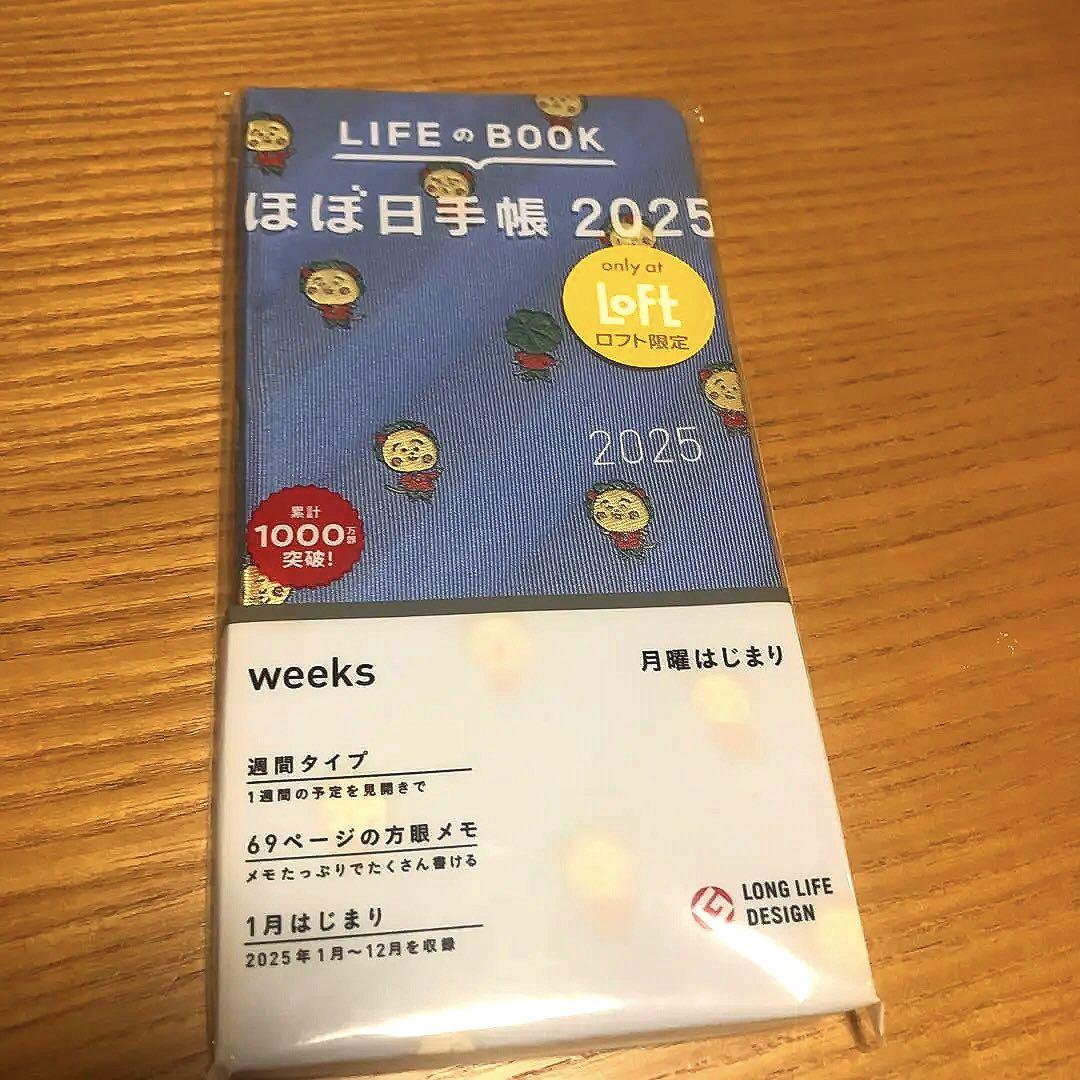 LIFEのBOOK
ほぼ日手帳 2025
only at
LOFT
ロフト限定
2025
累計
1000万部
突破!
weeks
月曜はじまり
週間タイプ
1週間の予定を見開きで
69ページの方眼メモ
メモたっぷりでたくさん書ける
1月はじまり
2025年1月〜12月を収録
LONG LIFE
DESIGN